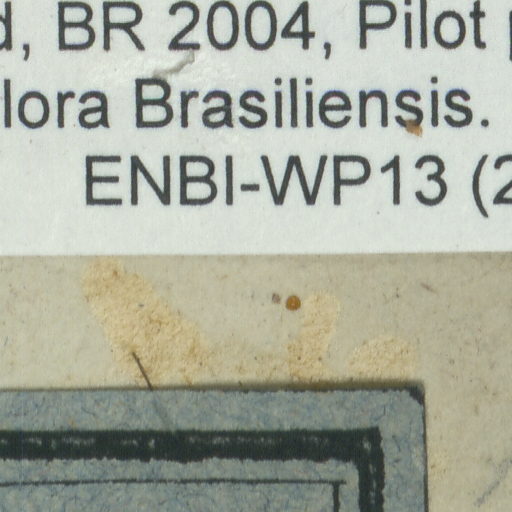 d, BR 2004, Pilot
lora Brasiliensis.
ENBI-WP13 (2